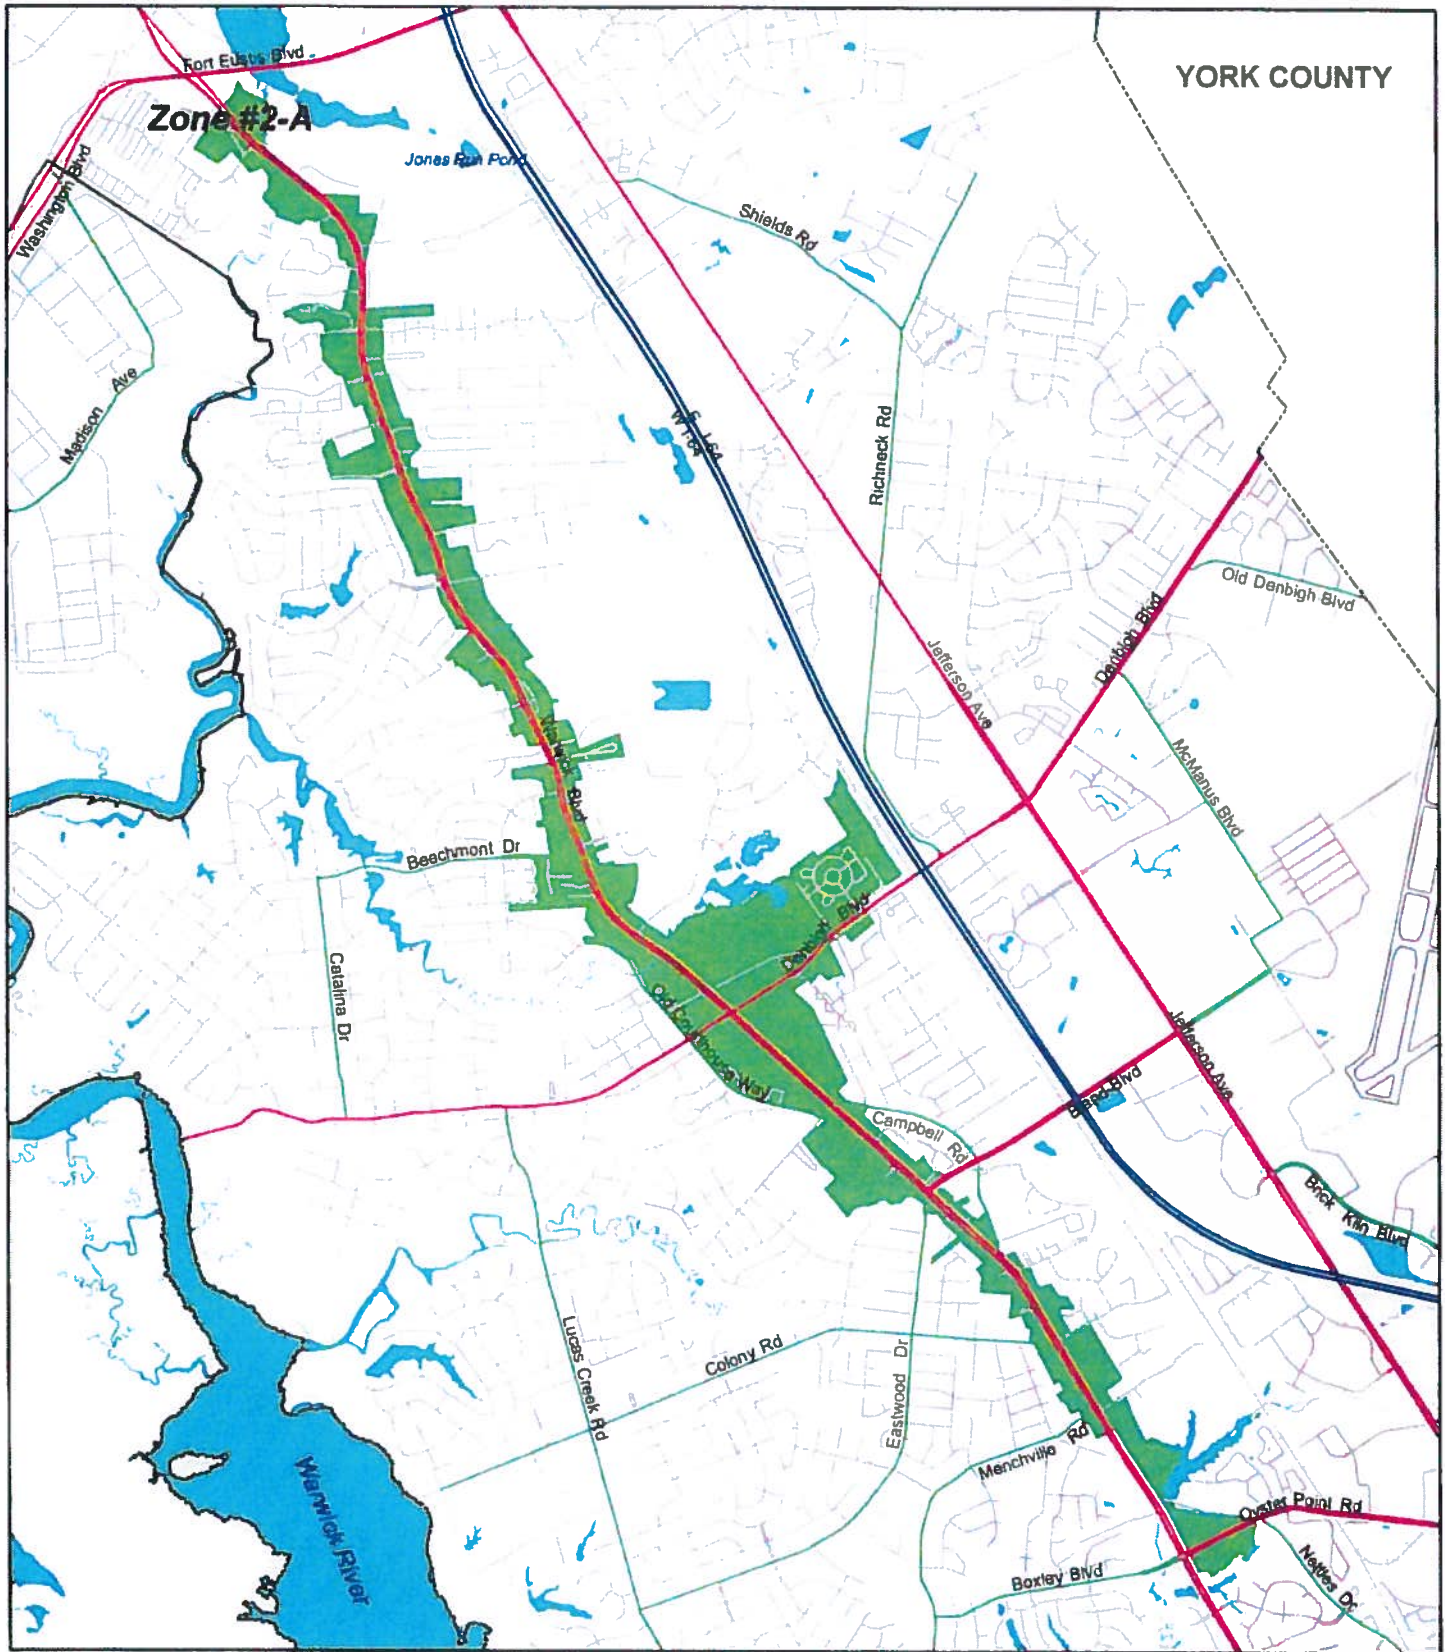 YORK COUNTY
Fort Eustis Blvd
Zone #2-A
Jones Run Pond
Washington Blvd
Shields Rd
Madison Ave
E I-64
W I-64
Richneck Rd
Old Denbigh Blvd
Denbigh Blvd
Jefferson Ave
McManus Blvd
Warwick Blvd
Beechmont Dr
Denbigh Blvd
Catalina Dr
Old Courthouse Way
Jefferson Ave
Bland Blvd
Campbell Rd
Brick Kiln Blvd
Lucas Creek Rd
Colony Rd
Eastwood Dr
Menchville Rd
Warwick River
Oyster Point Rd
Nettles Dr
Boxley Blvd